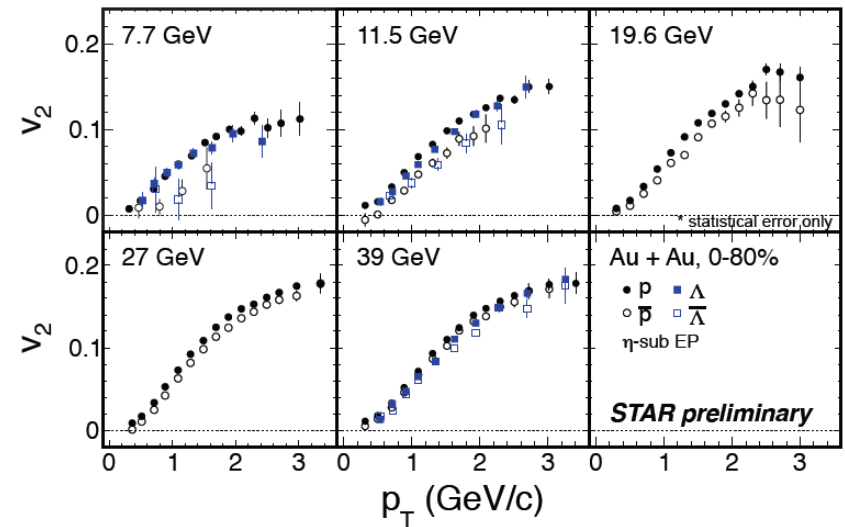 7.7 GeV
11.5 GeV
19.6 GeV
0.2
0.1
0
v2
* statistical error only
27 GeV
39 GeV
Au + Au, 0-80%
p Λ
p̅ Λ̅
η-sub EP
STAR preliminary
0.2
0.1
0
v2
0 1 2 3 0 1 2 3 0 1 2 3
pT (GeV/c)